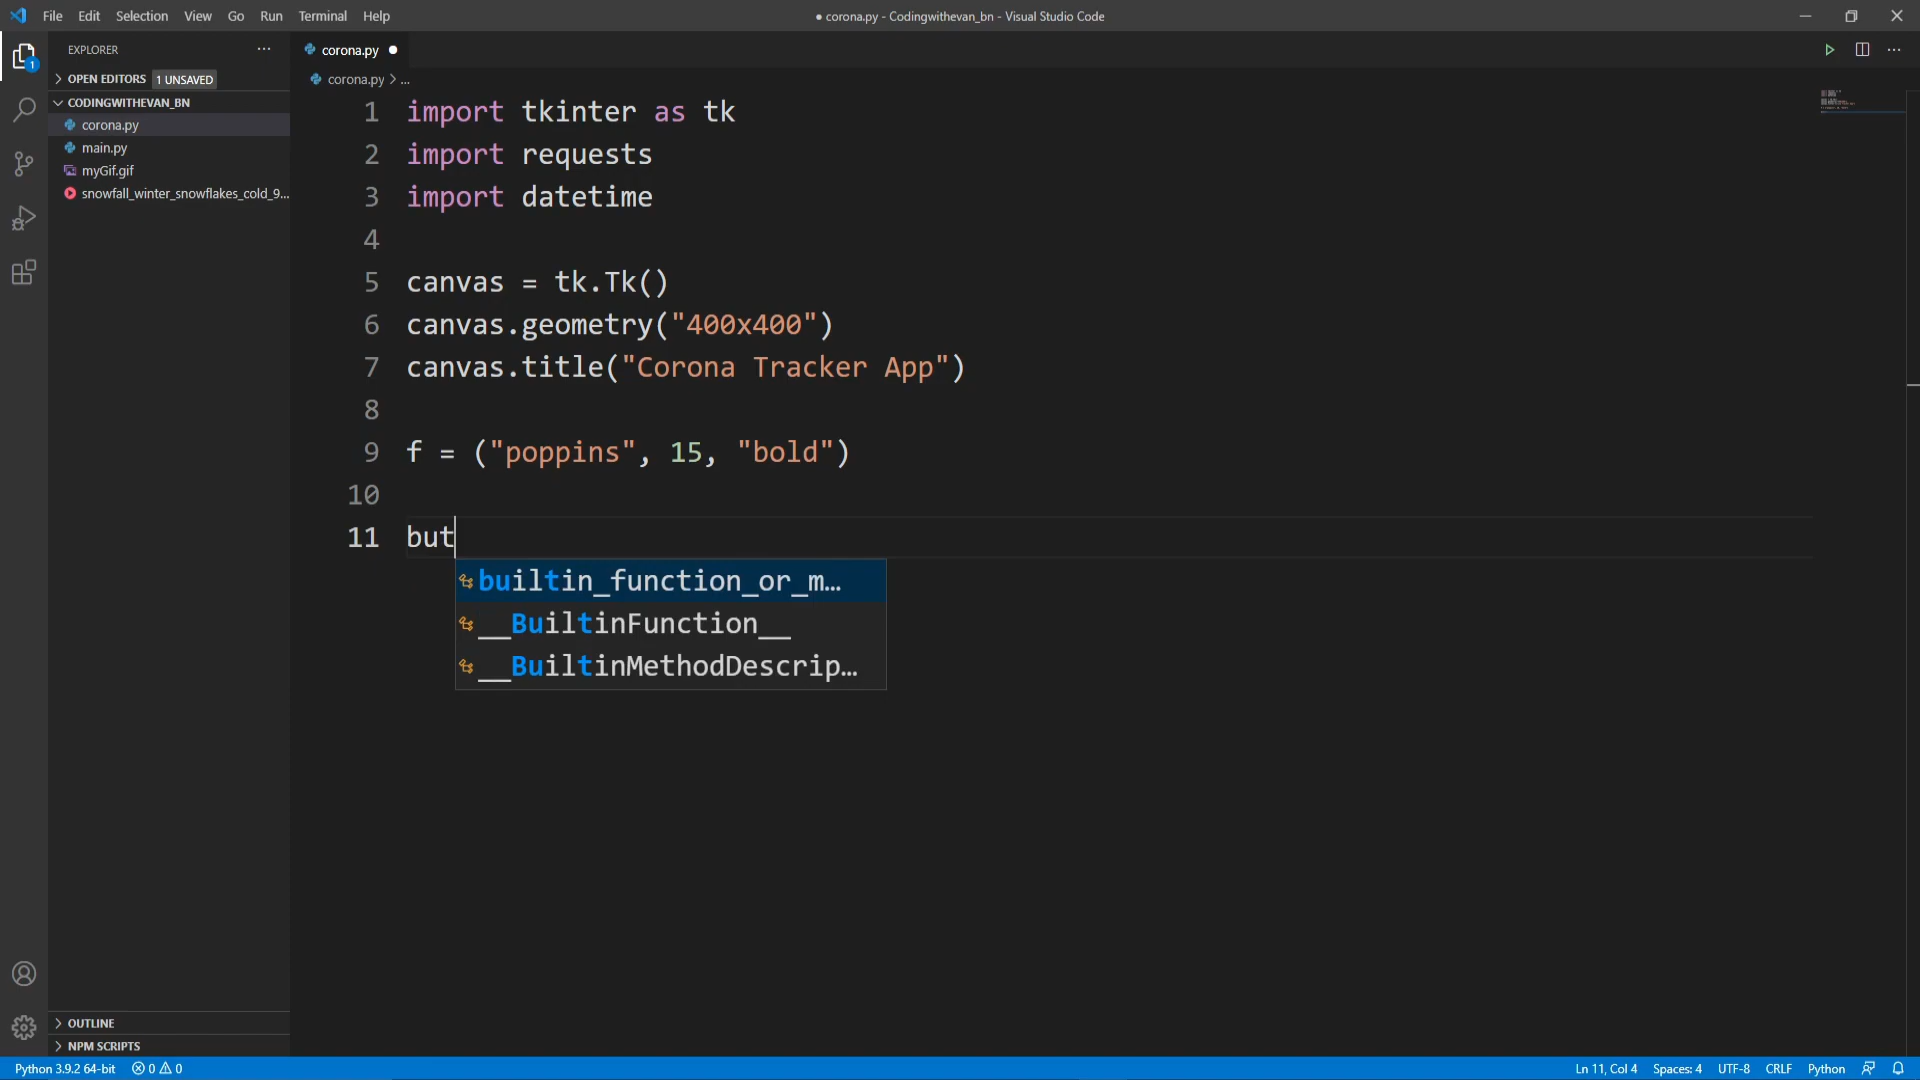 File Edit Selection View Go Run Terminal Help
● corona.py - Codingwithevan_bn - Visual Studio Code
EXPLORER
OPEN EDITORS 1 UNSAVED
CODINGWITHEVAN_BN
corona.py
main.py
myGif.gif
snowfall_winter_snowflakes_cold_9...
OUTLINE
NPM SCRIPTS
1
corona.py
corona.py > ...
1 import tkinter as tk
2 import requests
3 import datetime
4
5 canvas = tk.Tk()
6 canvas.geometry("400x400")
7 canvas.title("Corona Tracker App")
8
9 f = ("poppins", 15, "bold")
10
11 but
builtin_function_or_m…
__BuiltinFunction__
__BuiltinMethodDescrip…
Python 3.9.2 64-bit 0 0
Ln 11, Col 4 Spaces: 4 UTF-8 CRLF Python